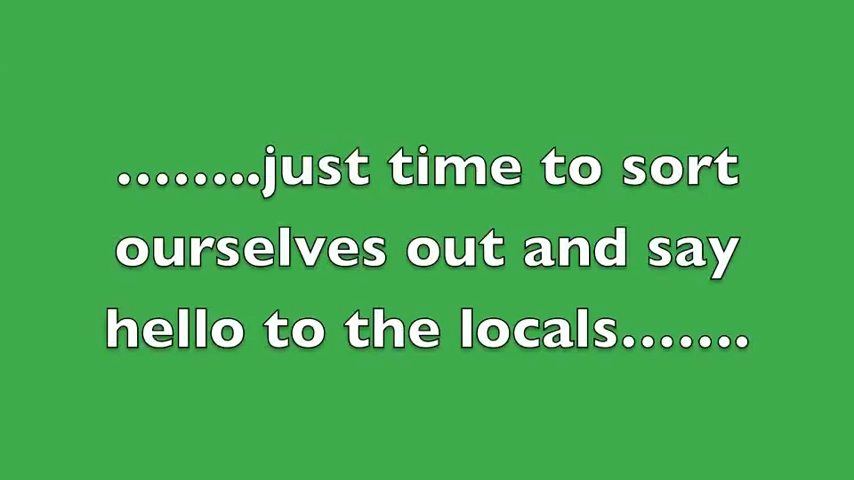 ........just time to sort
ourselves out and say
hello to the locals.......